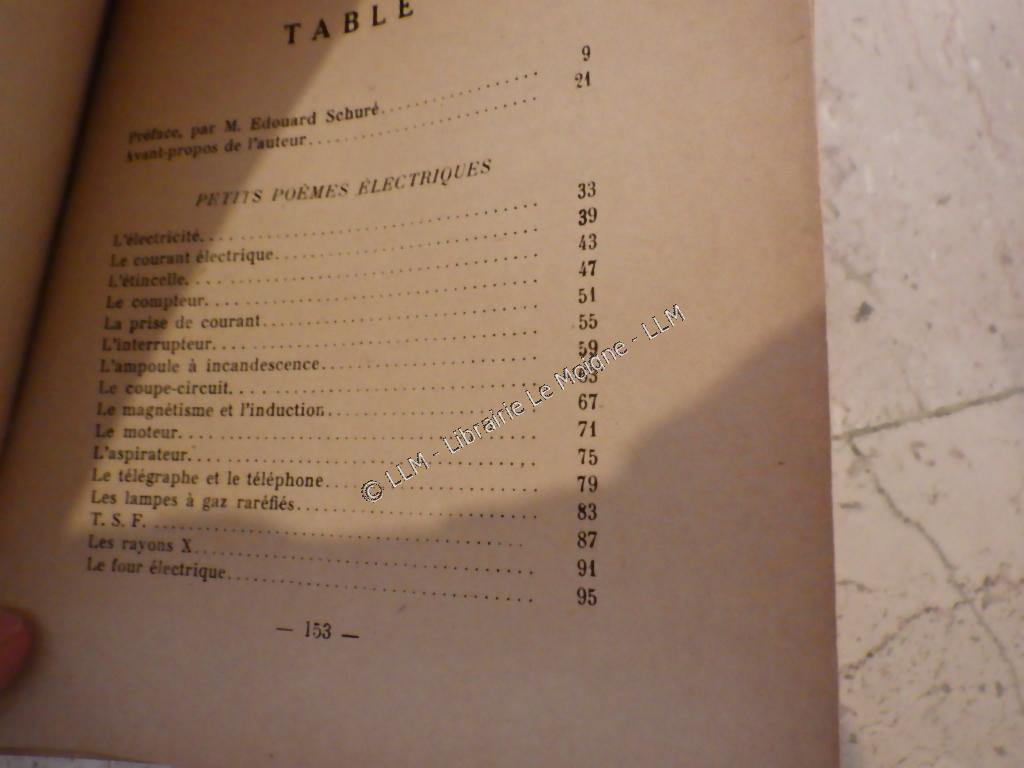 TABLE
Préface, par M. Edouard Schuré.................... 9
Avant-propos de l'auteur.......................... 21
PETITS POÈMES ÉLECTRIQUES
L'électricité..................................... 33
Le courant électrique............................. 39
L'étincelle....................................... 43
Le compteur....................................... 47
La prise de courant............................... 51
L'interrupteur.................................... 55
L'ampoule à incandescence......................... 59
Le coupe-circuit.................................. 63
Le magnétisme et l'induction...................... 67
Le moteur......................................... 71
L'aspirateur...................................... 75
Le télégraphe et le téléphone..................... 79
Les lampes à gaz raréfiés......................... 83
T. S. F. ......................................... 87
Les rayons X...................................... 91
Le four électrique................................ 95
— 153 —
© LLM - Librairie Le Moigne - LLM